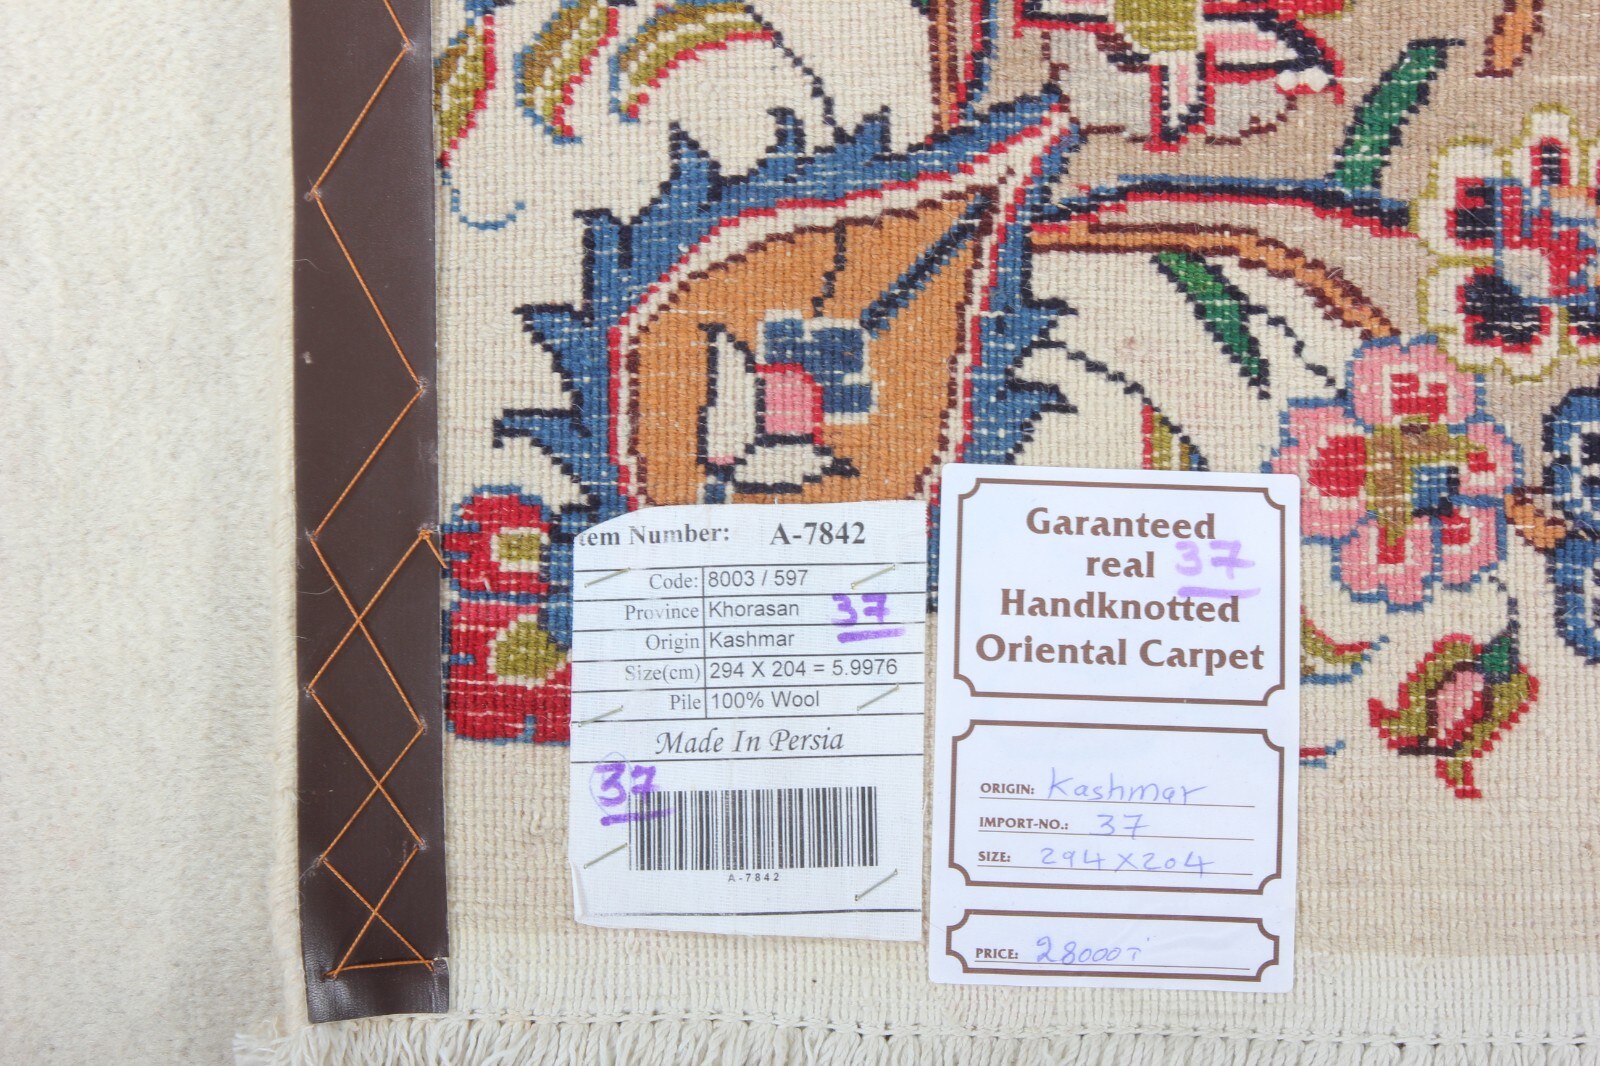 tem Number: A-7842
Code: 8003 / 597
Province Khorasan 37
Origin Kashmar
Size(cm) 294 X 204 = 5.9976
Pile 100% Wool
Made In Persia
37
A-7842
Garanteed
real 37
Handknotted
Oriental Carpet
ORIGIN: Kashmar
IMPORT-NO.: 37
SIZE: 294 X 204
PRICE: 28000